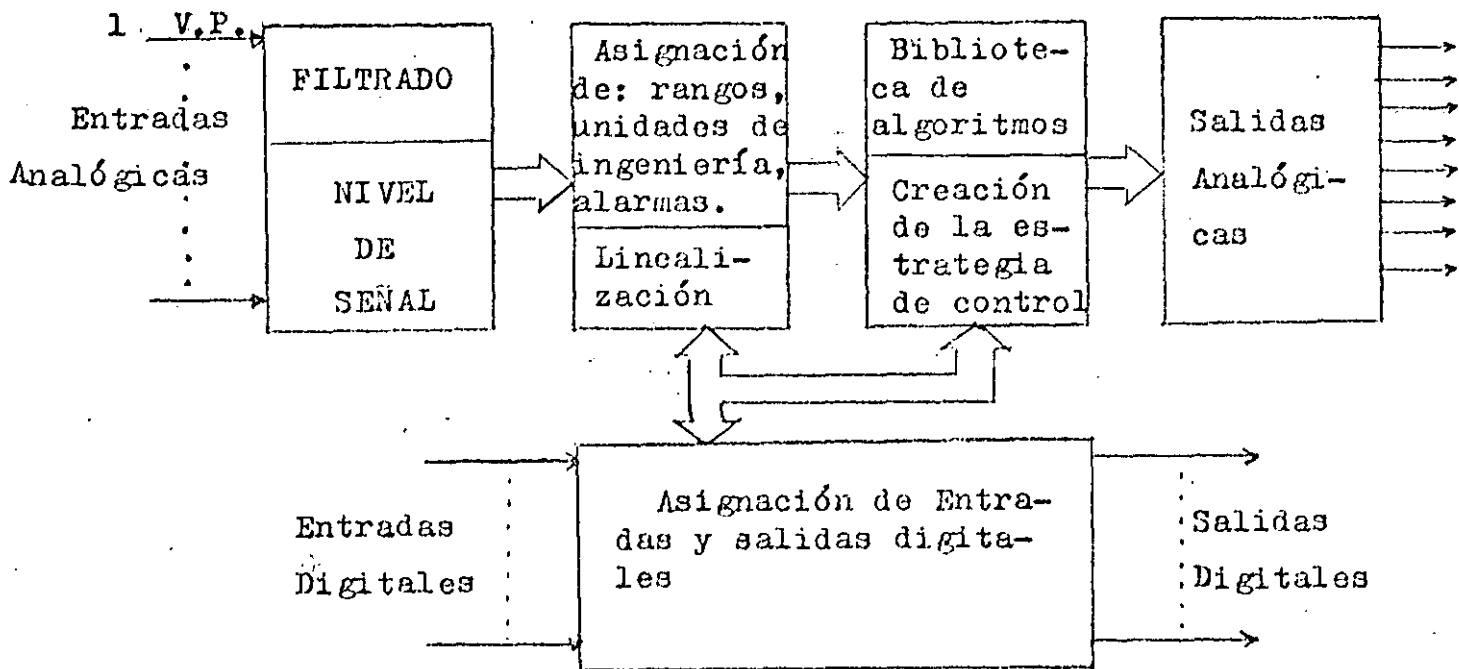 1 V.P.
Entradas
Analógicas
FILTRADO
NIVEL
DE
SEÑAL
Asignación
de: rangos,
unidades de
ingeniería,
alarmas.
Lineali-
zación
Bibliote-
ca de
algoritmos
Creación
de la es-
trategia
de control
Salidas
Analógi-
cas
Entradas
Digitales
Asignación de Entra-
das y salidas digita-
les
Salidas
Digitales